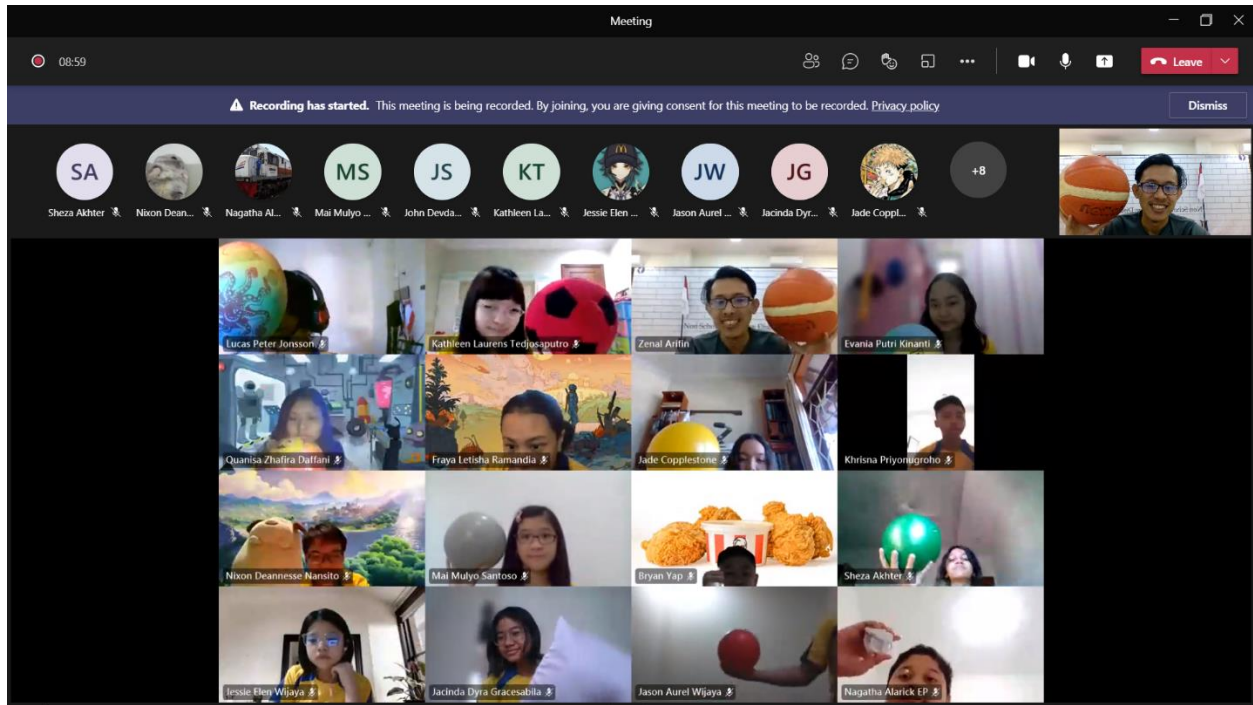 Meeting
08:59
Leave
Recording has started. This meeting is being recorded. By joining, you are giving consent for this meeting to be recorded. Privacy policy
Dismiss
SA
MS
JS
KT
JW
JG
+8
Sheza Akhter
Nixon Dean...
Nagatha Al...
Mai Mulyo ...
John Devda...
Kathleen La...
Jessie Elen ...
Jason Aurel ...
Jacinda Dyr...
Jade Coppl...
Lucas Peter Jonsson
Kathleen Laurens Tedjosaputro
Zenal Arifin
Evania Putri Kinanti
Quanisa Zhafira Daffani
Fraya Letisha Ramandia
Jade Copplestone
Khrisna Priyonugroho
Nixon Deannesse Nansito
Mai Mulyo Santoso
Bryan Yap
Sheza Akhter
Jessie Elen Wijaya
Jacinda Dyra Gracesabila
Jason Aurel Wijaya
Nagatha Alarick EP